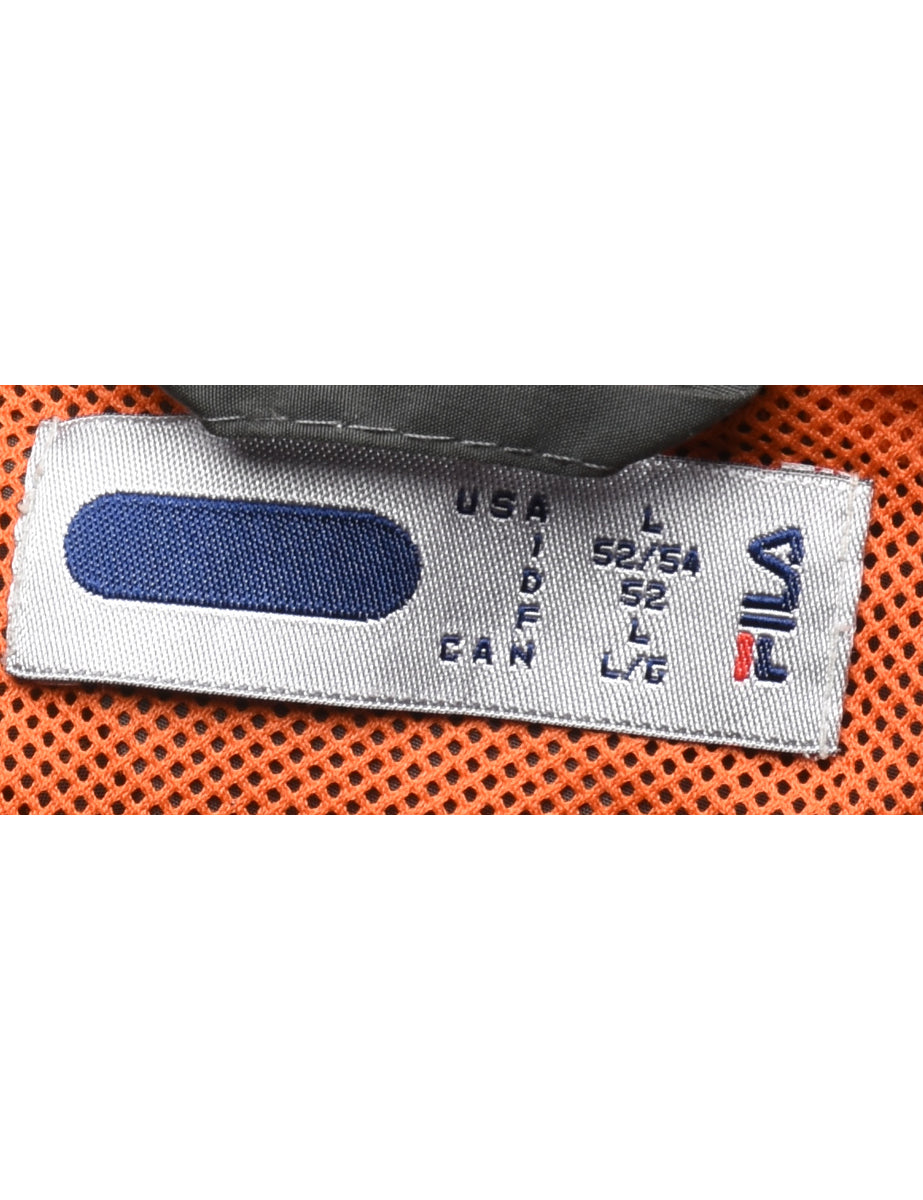 USA L
I 52/54
D 52
F L
CAN L/G
FILA